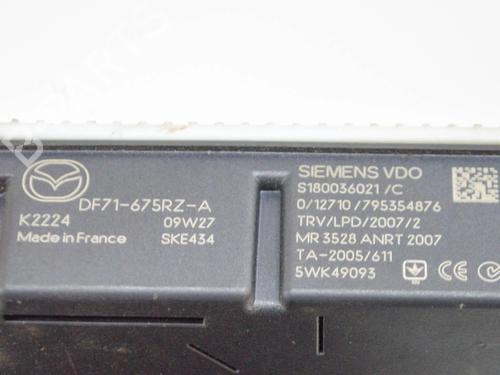 DF71-675RZ-A
K2224 09W27
Made in France SKE434
SIEMENS VDO
S180036021 /C
0/12710 /795354876
TRV/LPD/2007/2
MR 3528 ANRT 2007
TA-2005/611
5WK49093
CE